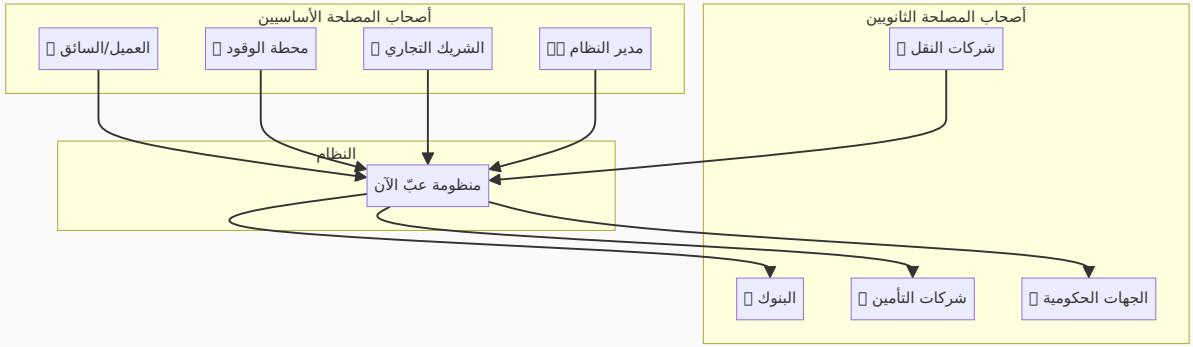 أصحاب المصلحة الأساسيين
أصحاب المصلحة الثانويين
العميل/السائق
محطة الوقود
الشريك التجاري
مدير النظام
شركات النقل
النظام
منظومة عبّ الآن
البنوك
شركات التأمين
الجهات الحكومية